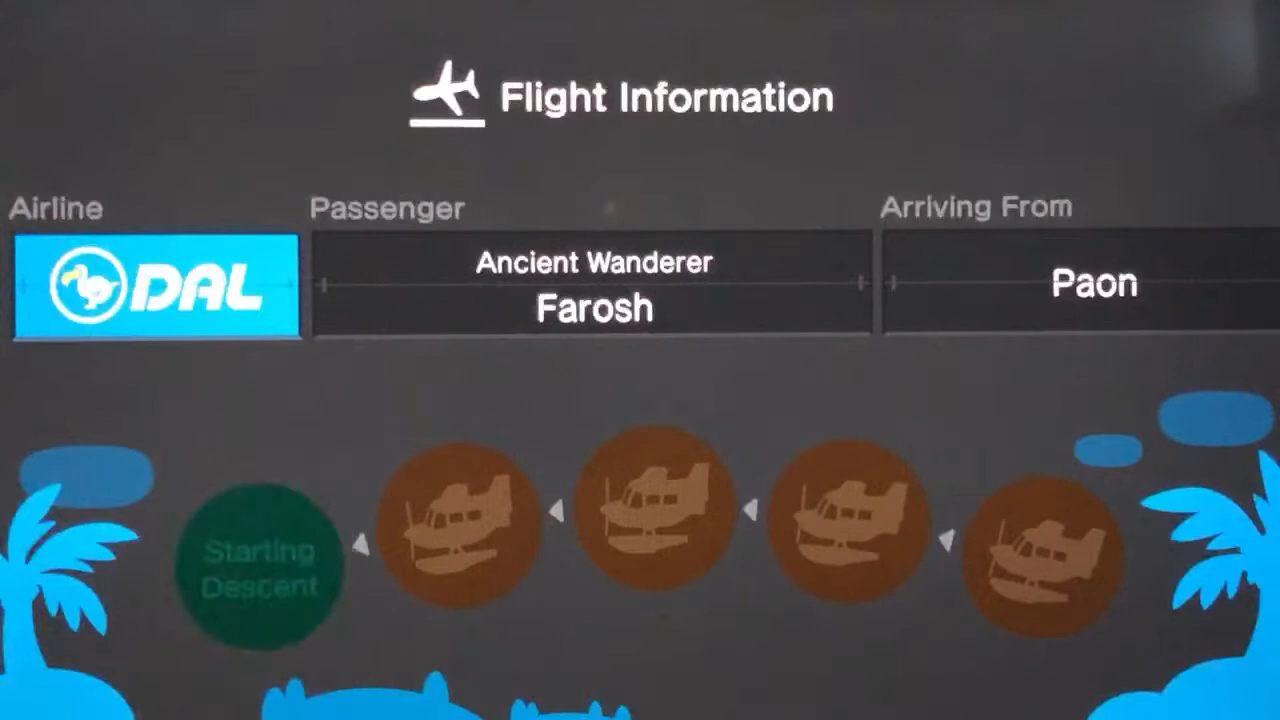 Flight Information
Airline
Passenger
Arriving From
DAL
Ancient Wanderer
Farosh
Paon
Starting
Descent